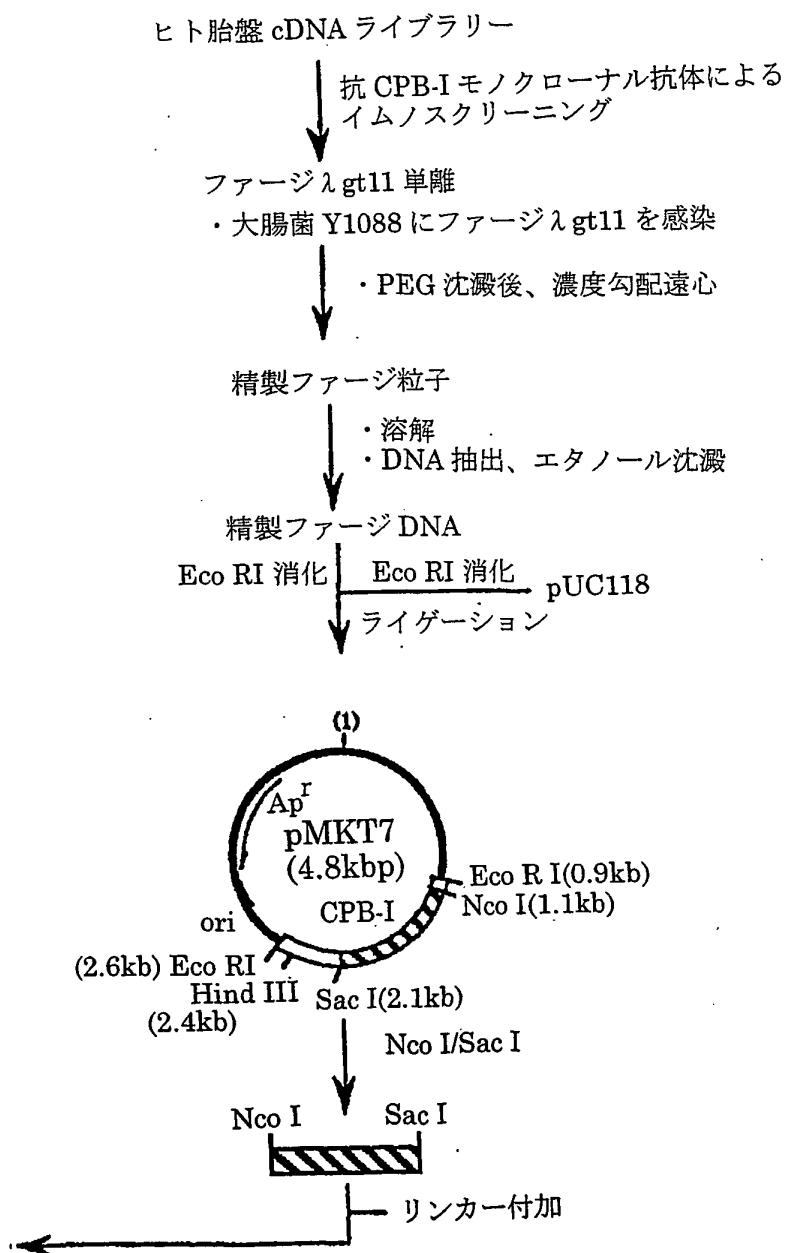 ヒト胎盤 cDNA ライブラリー
抗 CPB-I モノクローナル抗体による
イムノスクリーニング
ファージλgt11 単離
・大腸菌 Y1088 にファージλgt11 を感染
・PEG 沈澱後、濃度勾配遠心
精製ファージ粒子
・溶解
・DNA 抽出、エタノール沈澱
精製ファージ DNA
Eco RI 消化
Eco RI 消化
pUC118
ライゲーション
(1)
Apr
pMKT7
(4.8kbp)
Eco R I(0.9kb)
Nco I(1.1kb)
CPB-I
ori
(2.6kb) Eco RI
Hind III
(2.4kb)
Sac I(2.1kb)
Nco I/Sac I
Nco I
Sac I
リンカー付加